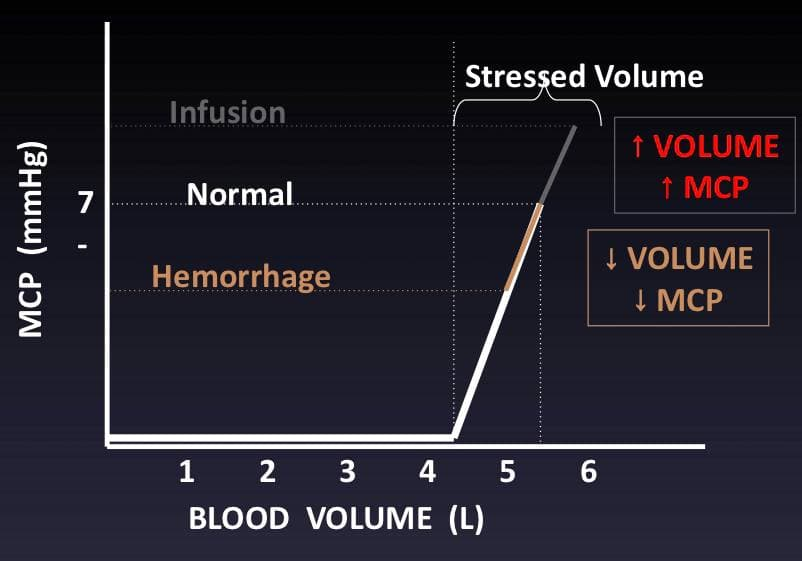 Stressed Volume
Infusion
↑ VOLUME
↑ MCP
Normal
7
-
MCP (mmHg)
Hemorrhage
↓ VOLUME
↓ MCP
1 2 3 4 5 6
BLOOD VOLUME (L)